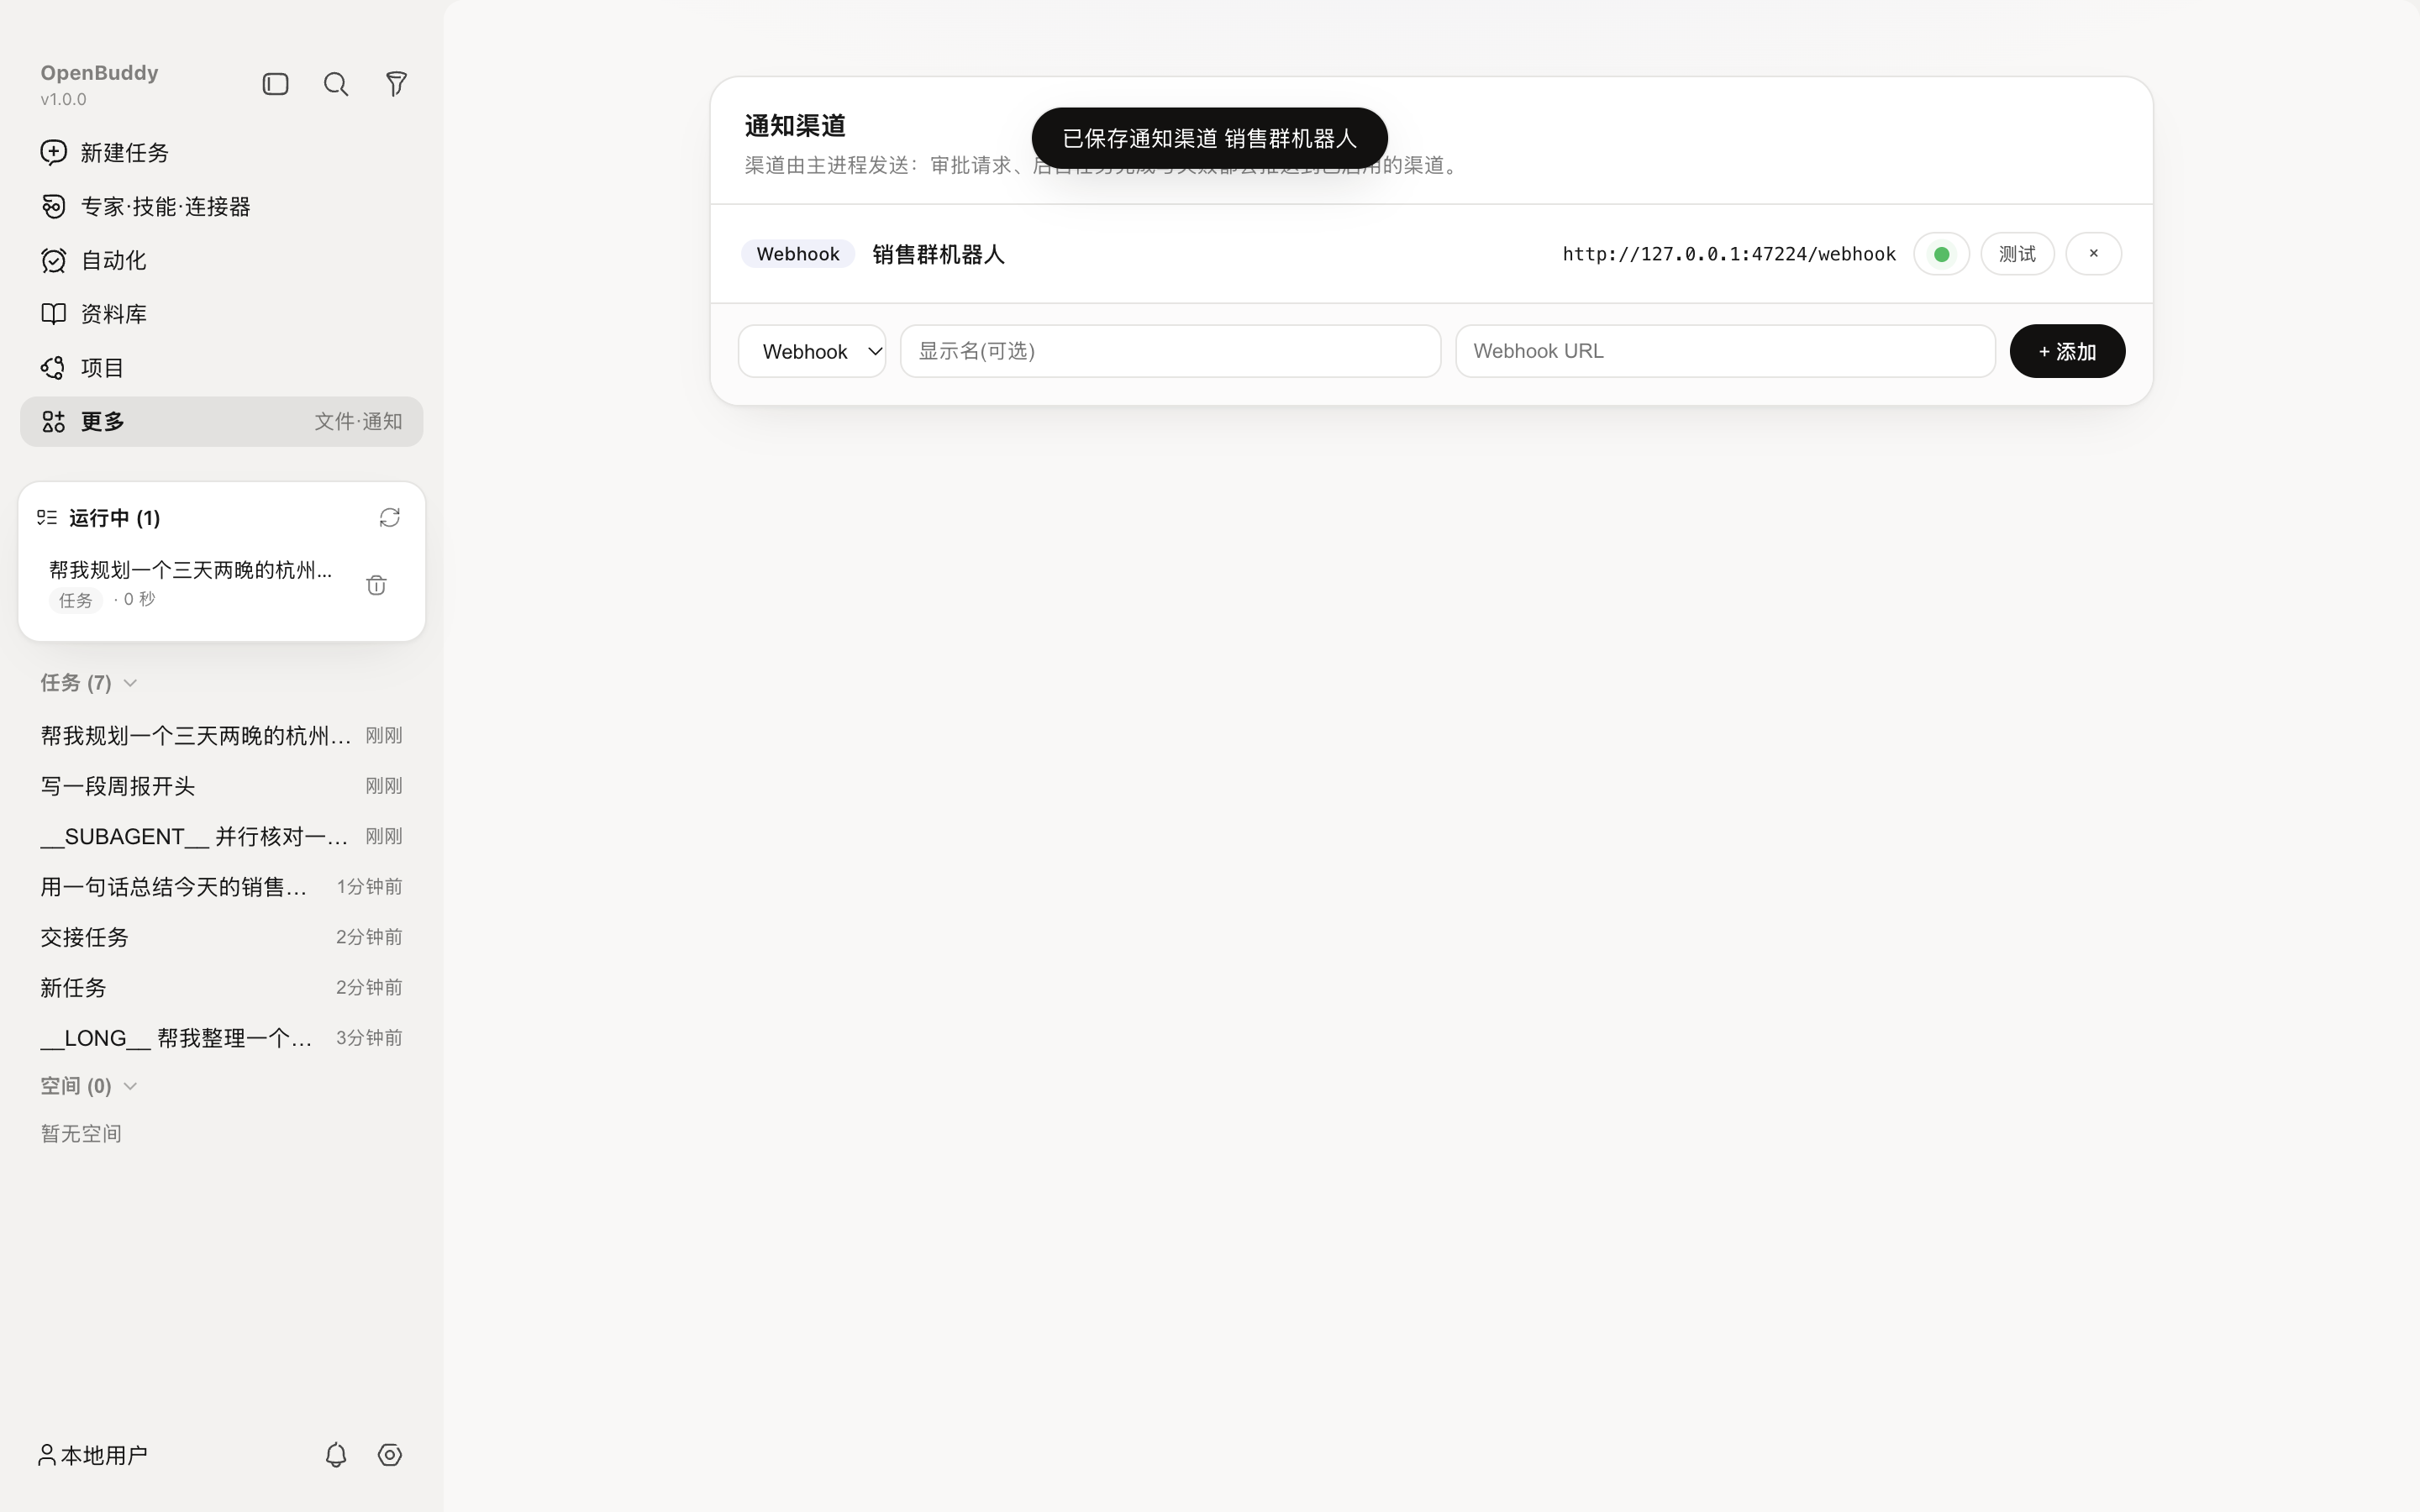 OpenBuddy
v1.0.0
新建任务
专家·技能·连接器
自动化
资料库
项目
更多 文件·通知
运行中 (1)
帮我规划一个三天两晚的杭州...
任务 · 0 秒
任务 (7)
帮我规划一个三天两晚的杭州... 刚刚
写一段周报开头 刚刚
__SUBAGENT__ 并行核对一... 刚刚
用一句话总结今天的销售... 1分钟前
交接任务 2分钟前
新任务 2分钟前
__LONG__ 帮我整理一个... 3分钟前
空间 (0)
暂无空间
本地用户
通知渠道
已保存通知渠道 销售群机器人
渠道由主进程发送：审批请求、的渠道。
Webhook 销售群机器人 http://127.0.0.1:47224/webhook 测试 ×
Webhook 显示名(可选) Webhook URL + 添加